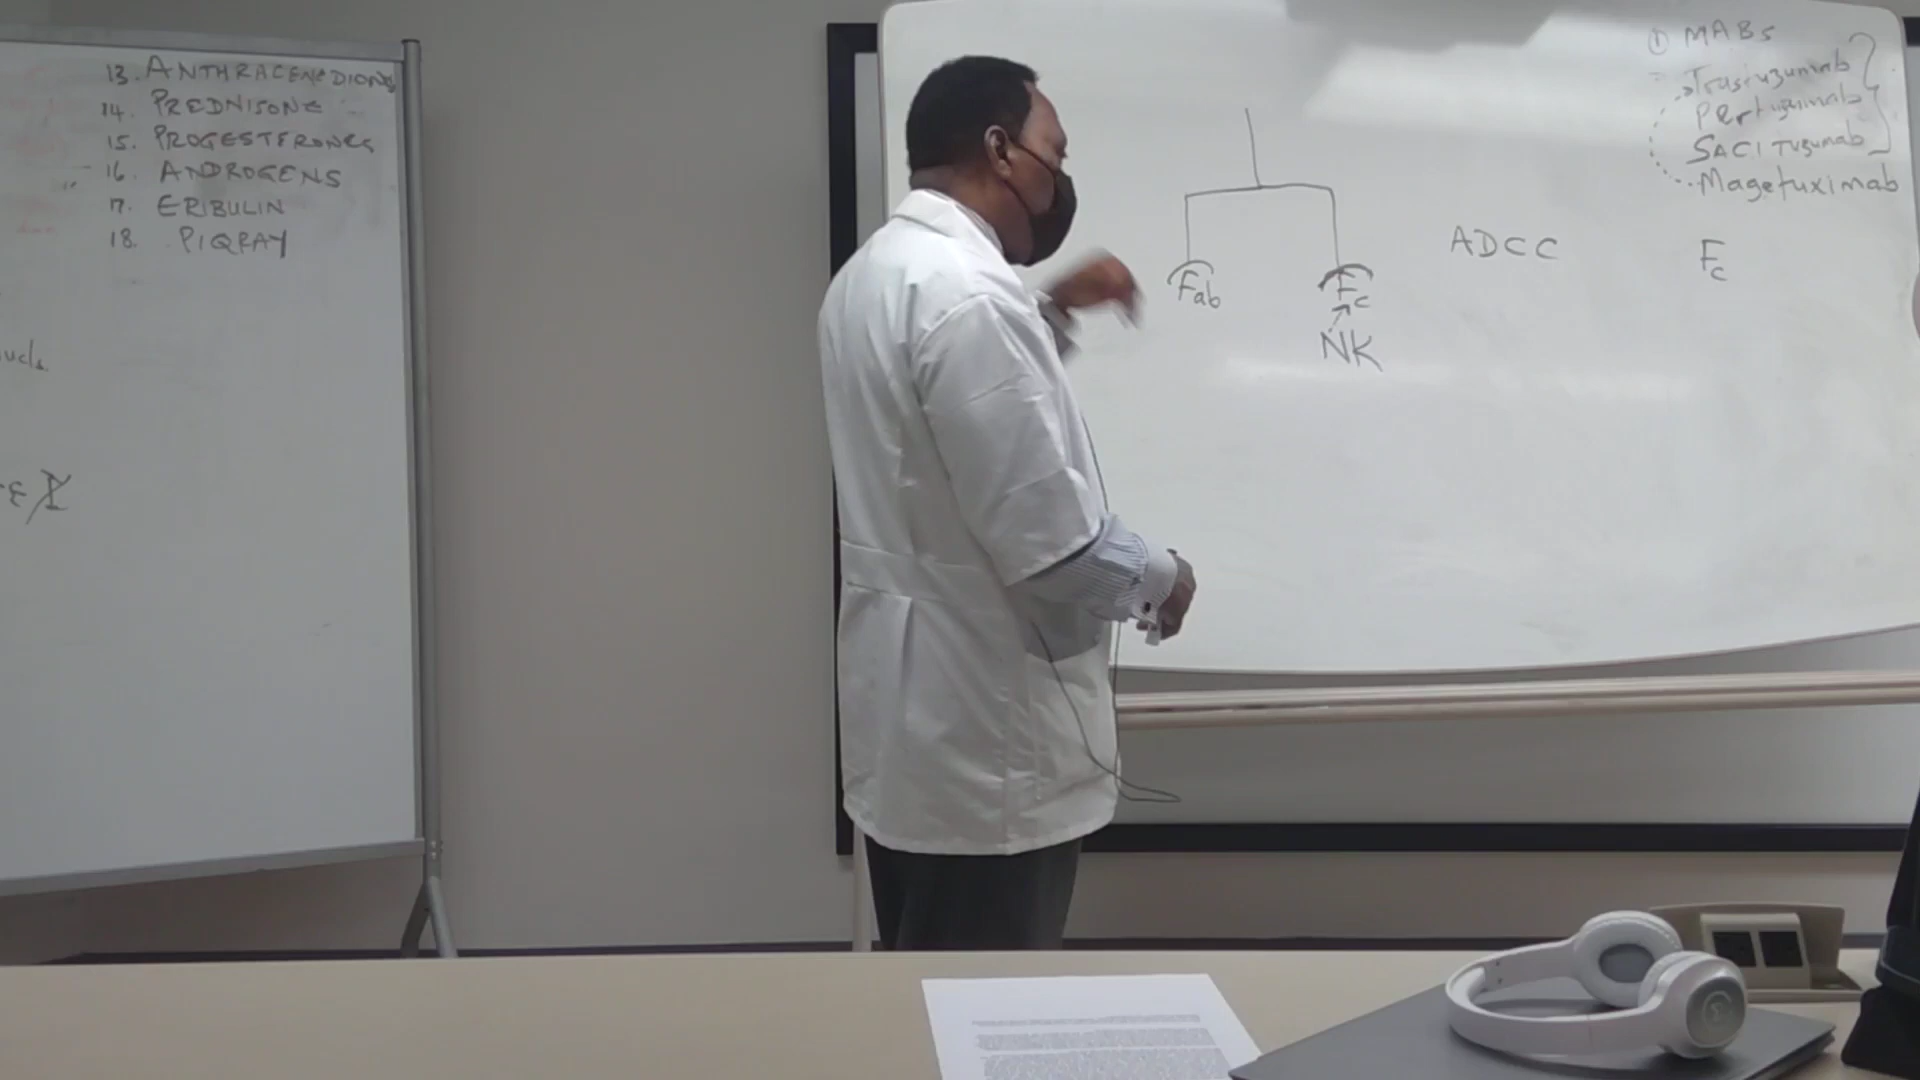 13. ANTHRACENEDIONES
14. PREDNISONE
15. PROGESTERONES
16. ANDROGENS
17. ERIBULIN
18. PIQRAY
① MABS
Trastuzumab
Pertuzumab
SACITUzumab
Magetuximab
Fab
Fc
NK
ADCC
Fc